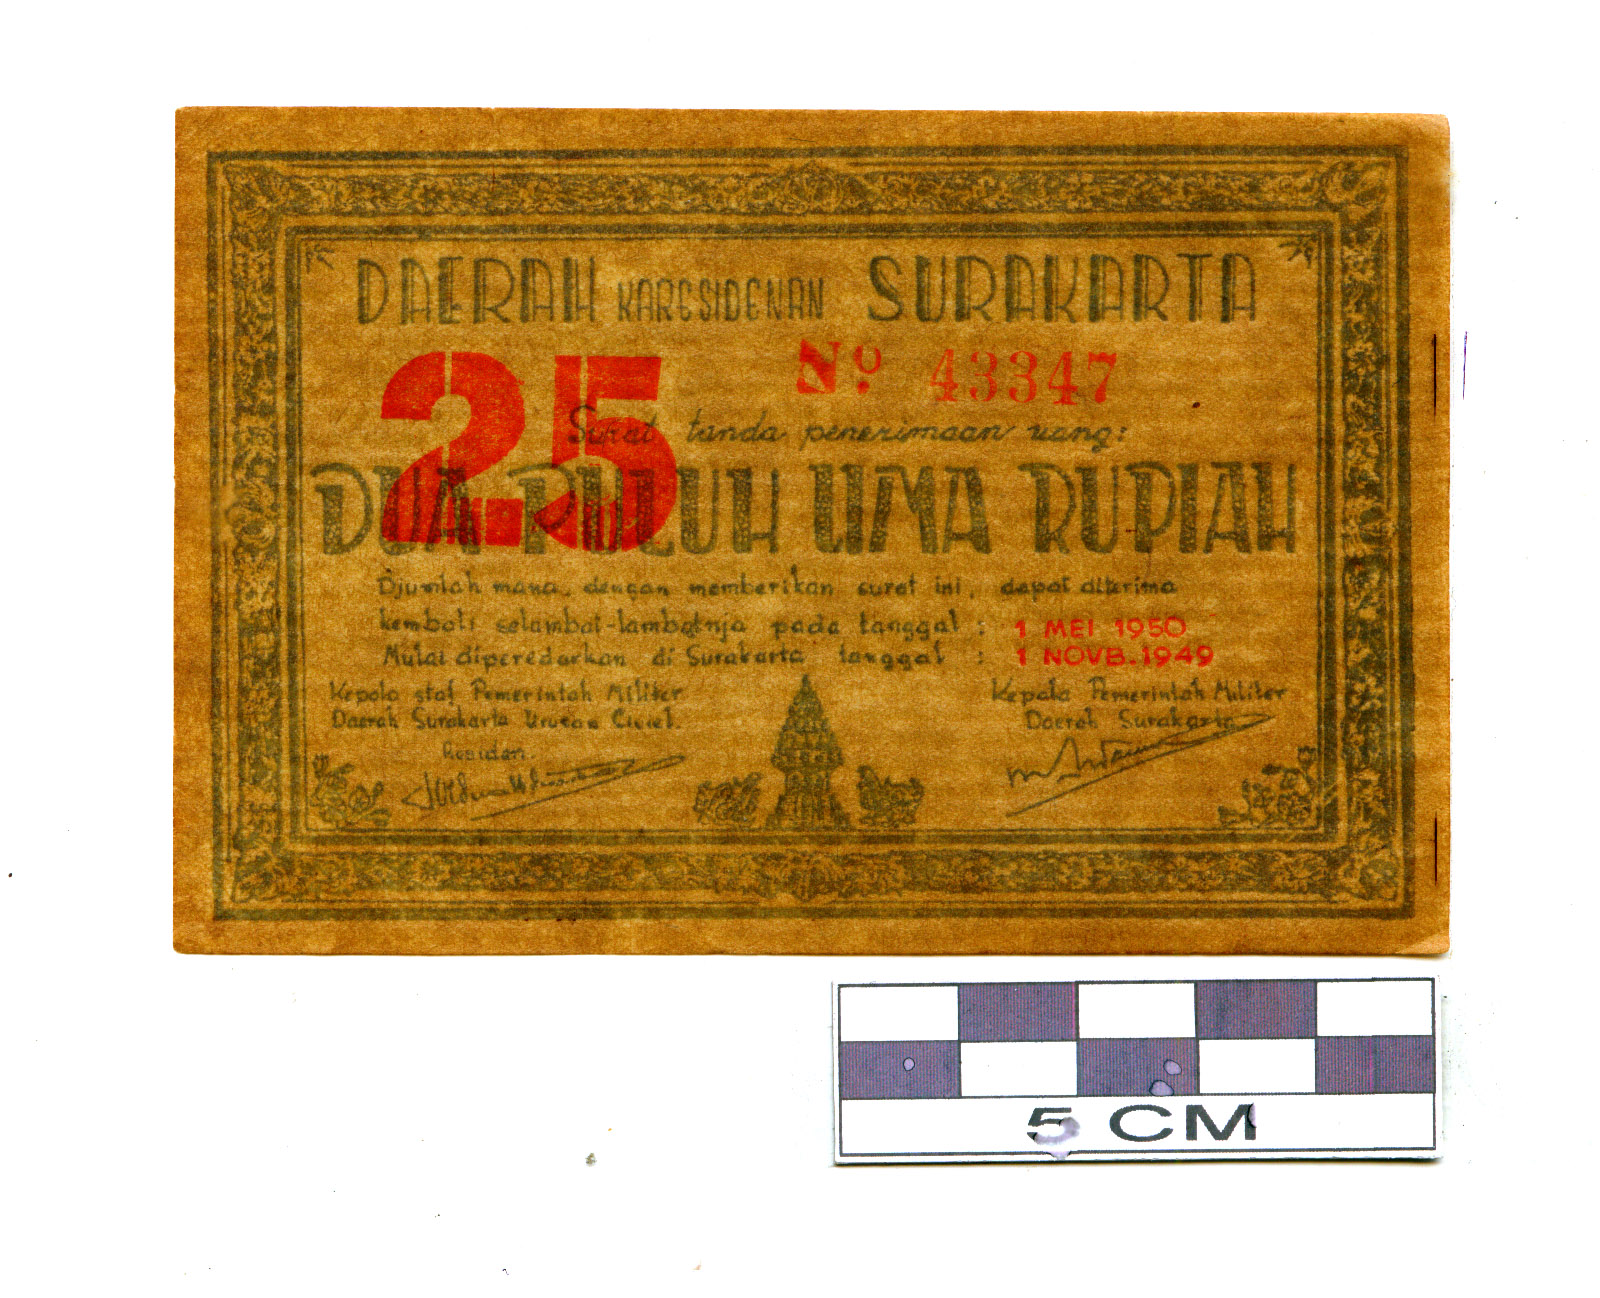 DAERAH KARESIDENAN SURAKARTA
25
No. 43347
Surat tanda penerimaan uang:
DUA PULUH LIMA RUPIAH
Djumlah mana, dengan memberikan surat ini, dapat diterima
kembali selambat-lambatnja pada tanggal : 1 MEI 1950
Mulai diperedarkan di Surakarta tanggal : 1 NOVB. 1949
Kepala staf Pemerintah Militer
Daerah Surakarta Urusan Civiel.
Residen.
Kepala Pemerintah Militer
Daerah Surakarta
5 CM